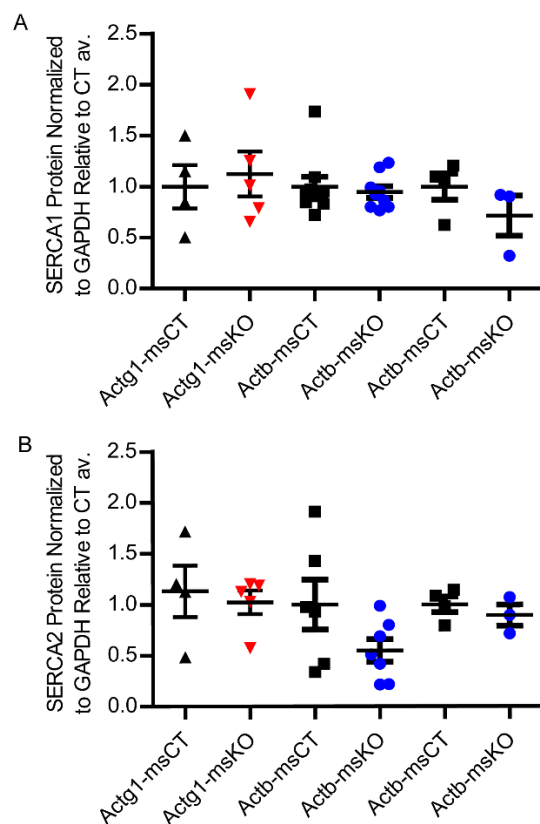 A
SERCA1 Protein Normalized
to GAPDH Relative to CT av.
2.5
2.0
1.5
1.0
0.5
0.0
Actg1-msCT
Actg1-msKO
Actb-msCT
Actb-msKO
Actb-msCT
Actb-msKO
B
SERCA2 Protein Normalized
to GAPDH Relative to CT av.
2.5
2.0
1.5
1.0
0.5
0.0
Actg1-msCT
Actg1-msKO
Actb-msCT
Actb-msKO
Actb-msCT
Actb-msKO